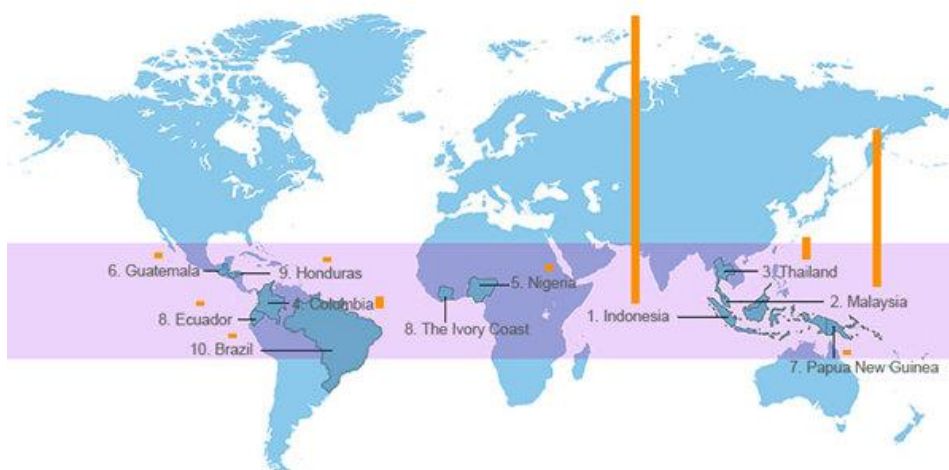 6. Guatemala
9. Honduras
5. Nigeria
3. Thailand
4. Columbia
8. Ecuador
8. The Ivory Coast
1. Indonesia
2. Malaysia
10. Brazil
7. Papua New Guinea